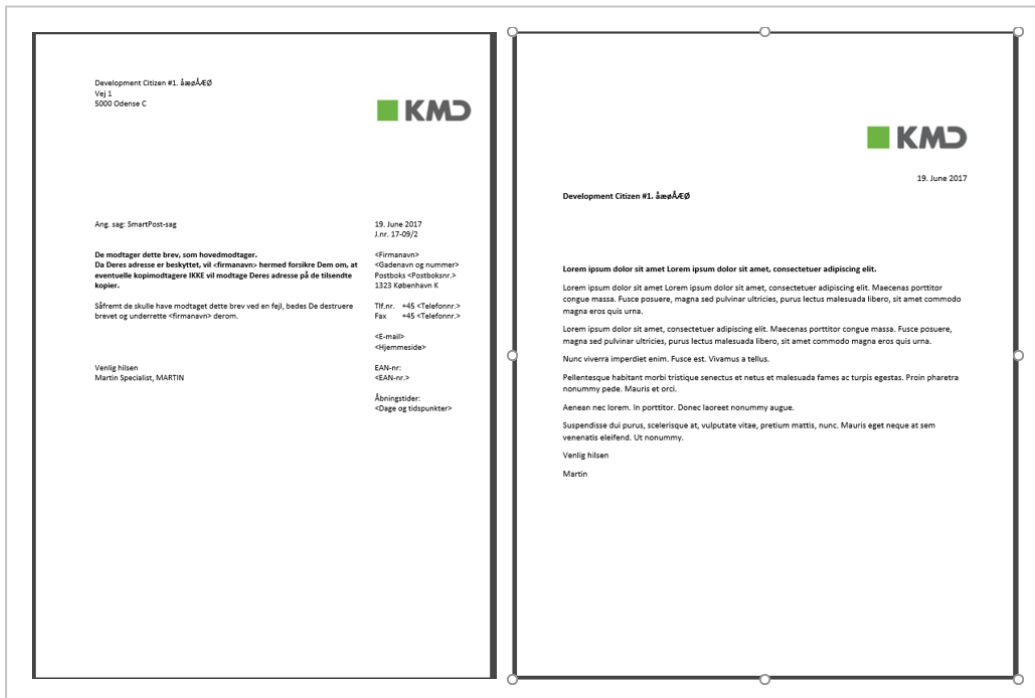 Development Citizen #1. åæøÅÆØ
Vej 1
5000 Odense C
KMD
Ang. sag: SmartPost-sag
De modtager dette brev, som hovedmodtager.
Da Deres adresse er beskyttet, vil <firmanavn> hermed forsikre Dem om, at
eventuelle kopimodtagere IKKE vil modtage Deres adresse på de tilsendte
kopier.
Såfremt de skulle have modtaget dette brev ved en fejl, bedes De destruere
brevet og underrette <firmanavn> derom.
Venlig hilsen
Martin Specialist, MARTIN
19. June 2017
J.nr. 17-09/2
<Firmanavn>
<Gadenavn og nummer>
Postboks <Postboksnr.>
1323 København K
Tlf.nr. +45 <Telefonnr.>
Fax +45 <Telefonnr.>
<E-mail>
<Hjemmeside>
EAN-nr:
<EAN-nr.>
Åbningstider:
<Dage og tidspunkter>
KMD
19. June 2017
Development Citizen #1. åæøÅÆØ
Lorem ipsum dolor sit amet Lorem ipsum dolor sit amet, consectetuer adipiscing elit.
Lorem ipsum dolor sit amet Lorem ipsum dolor sit amet, consectetuer adipiscing elit. Maecenas porttitor
congue massa. Fusce posuere, magna sed pulvinar ultricies, purus lectus malesuada libero, sit amet commodo
magna eros quis urna.
Lorem ipsum dolor sit amet, consectetuer adipiscing elit. Maecenas porttitor congue massa. Fusce posuere,
magna sed pulvinar ultricies, purus lectus malesuada libero, sit amet commodo magna eros quis urna.
Nunc viverra imperdiet enim. Fusce est. Vivamus a tellus.
Pellentesque habitant morbi tristique senectus et netus et malesuada fames ac turpis egestas. Proin pharetra
nonummy pede. Mauris et orci.
Aenean nec lorem. In porttitor. Donec laoreet nonummy augue.
Suspendisse dui purus, scelerisque at, vulputate vitae, pretium mattis, nunc. Mauris eget neque at sem
venenatis eleifend. Ut nonummy.
Venlig hilsen
Martin